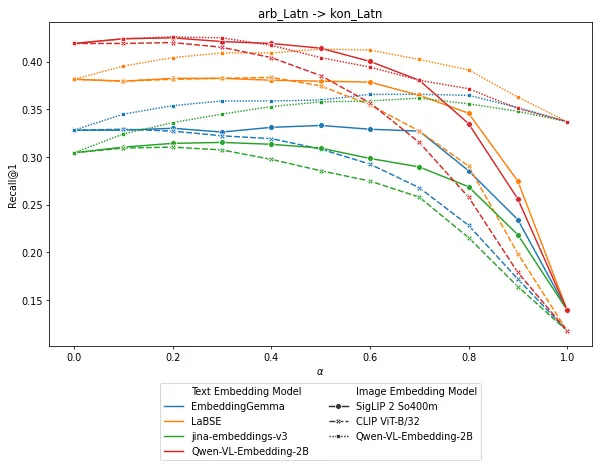 arb_Latn -> kon_Latn
Recall@1
0.40
0.35
0.30
0.25
0.20
0.15
0.0
0.2
0.4
0.6
0.8
1.0
α
Text Embedding Model
EmbeddingGemma
LaBSE
jina-embeddings-v3
Qwen-VL-Embedding-2B
Image Embedding Model
SigLIP 2 So400m
CLIP ViT-B/32
Qwen-VL-Embedding-2B